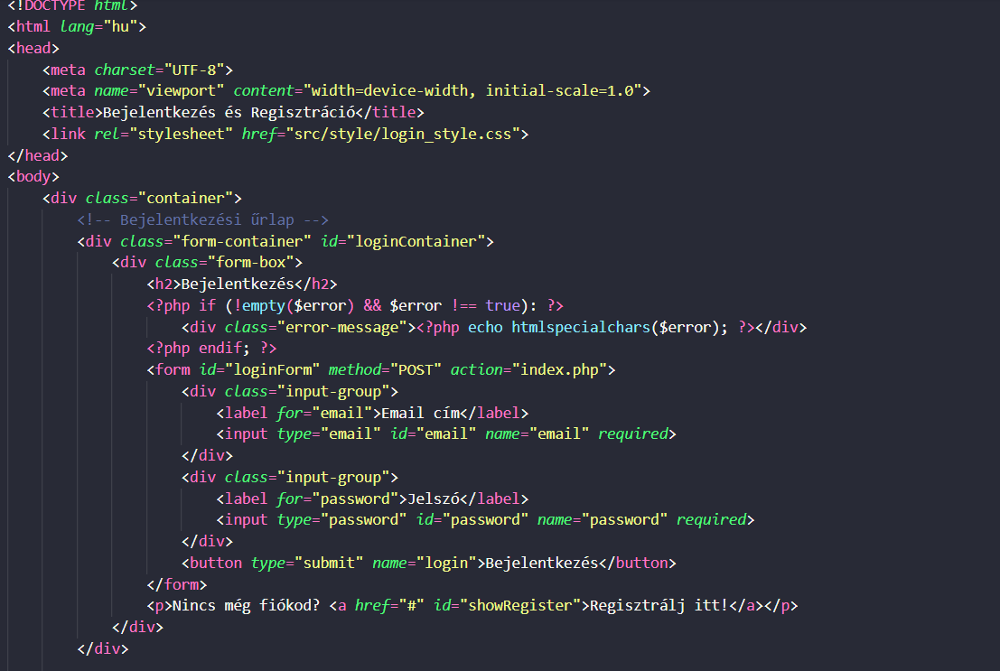 <!DOCTYPE html>
<html lang="hu">
<head>
    <meta charset="UTF-8">
    <meta name="viewport" content="width=device-width, initial-scale=1.0">
    <title>Bejelentkezés és Regisztráció</title>
    <link rel="stylesheet" href="src/style/login_style.css">
</head>
<body>
    <div class="container">
        <!-- Bejelentkezési űrlap -->
        <div class="form-container" id="loginContainer">
            <div class="form-box">
                <h2>Bejelentkezés</h2>
                <?php if (!empty($error) && $error !== true): ?>
                    <div class="error-message"><?php echo htmlspecialchars($error); ?></div>
                <?php endif; ?>
                <form id="loginForm" method="POST" action="index.php">
                    <div class="input-group">
                        <label for="email">Email cím</label>
                        <input type="email" id="email" name="email" required>
                    </div>
                    <div class="input-group">
                        <label for="password">Jelszó</label>
                        <input type="password" id="password" name="password" required>
                    </div>
                    <button type="submit" name="login">Bejelentkezés</button>
                </form>
                <p>Nincs még fiókod? <a href="#" id="showRegister">Regisztrálj itt!</a></p>
            </div>
        </div>